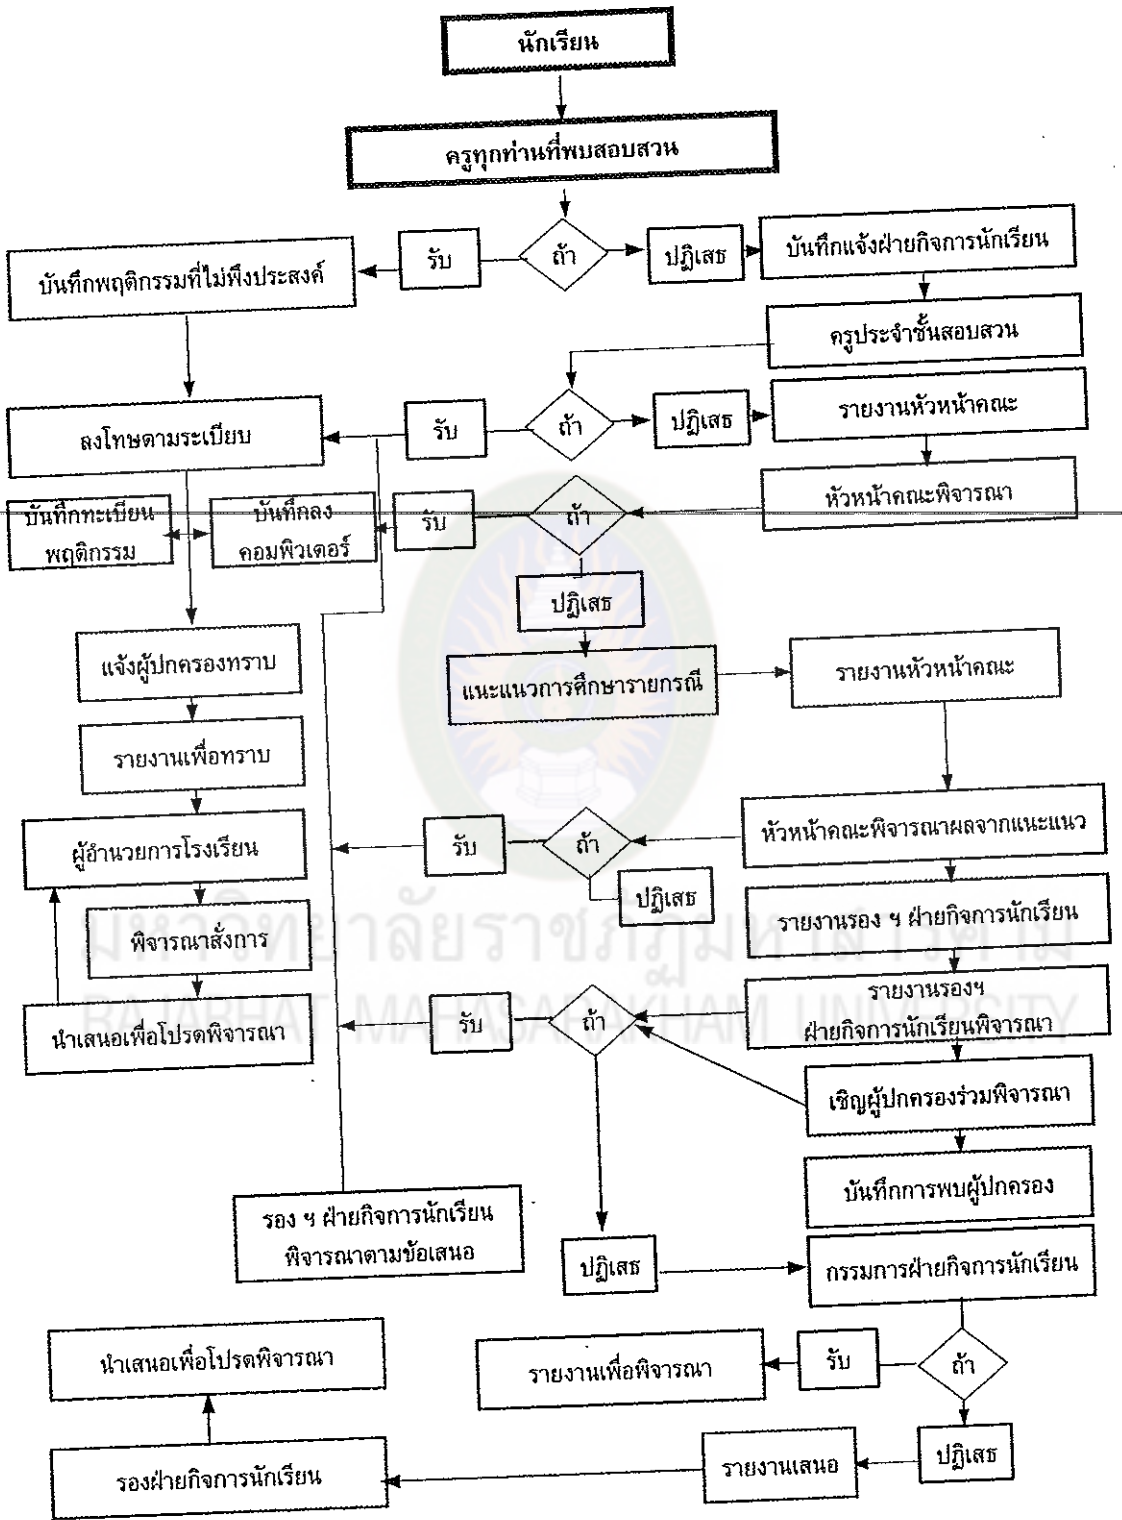 นักเรียน
ครูทุกท่านที่พบสอบสวน
รับ
ถ้า
ปฏิเสธ
บันทึกแจ้งฝ่ายกิจการนักเรียน
บันทึกพฤติกรรมที่ไม่พึงประสงค์
ครูประจำชั้นสอบสวน
ลงโทษตามระเบียบ
รับ
ถ้า
ปฏิเสธ
รายงานหัวหน้าคณะ
บันทึกทะเบียน
พฤติกรรม
บันทึกลง
คอมพิวเตอร์
รับ
ถ้า
หัวหน้าคณะพิจารณา
ปฏิเสธ
แจ้งผู้ปกครองทราบ
แนะแนวการศึกษารายกรณี
รายงานหัวหน้าคณะ
รายงานเพื่อทราบ
ผู้อำนวยการโรงเรียน
รับ
ถ้า
หัวหน้าคณะพิจารณาผลจากแนะแนว
ปฏิเสธ
รายงานรอง ฯ ฝ่ายกิจการนักเรียน
พิจารณาสั่งการ
มหาวิทยาลัยราชภัฏมหาสารคาม
RAJABHAT MAHASARAKHAM UNIVERSITY
นำเสนอเพื่อโปรดพิจารณา
รับ
ถ้า
รายงานรองฯ
ฝ่ายกิจการนักเรียนพิจารณา
เชิญผู้ปกครองร่วมพิจารณา
บันทึกการพบผู้ปกครอง
รอง ฯ ฝ่ายกิจการนักเรียน
พิจารณาตามข้อเสนอ
ปฏิเสธ
กรรมการฝ่ายกิจการนักเรียน
นำเสนอเพื่อโปรดพิจารณา
รายงานเพื่อพิจารณา
รับ
ถ้า
รองฝ่ายกิจการนักเรียน
รายงานเสนอ
ปฏิเสธ